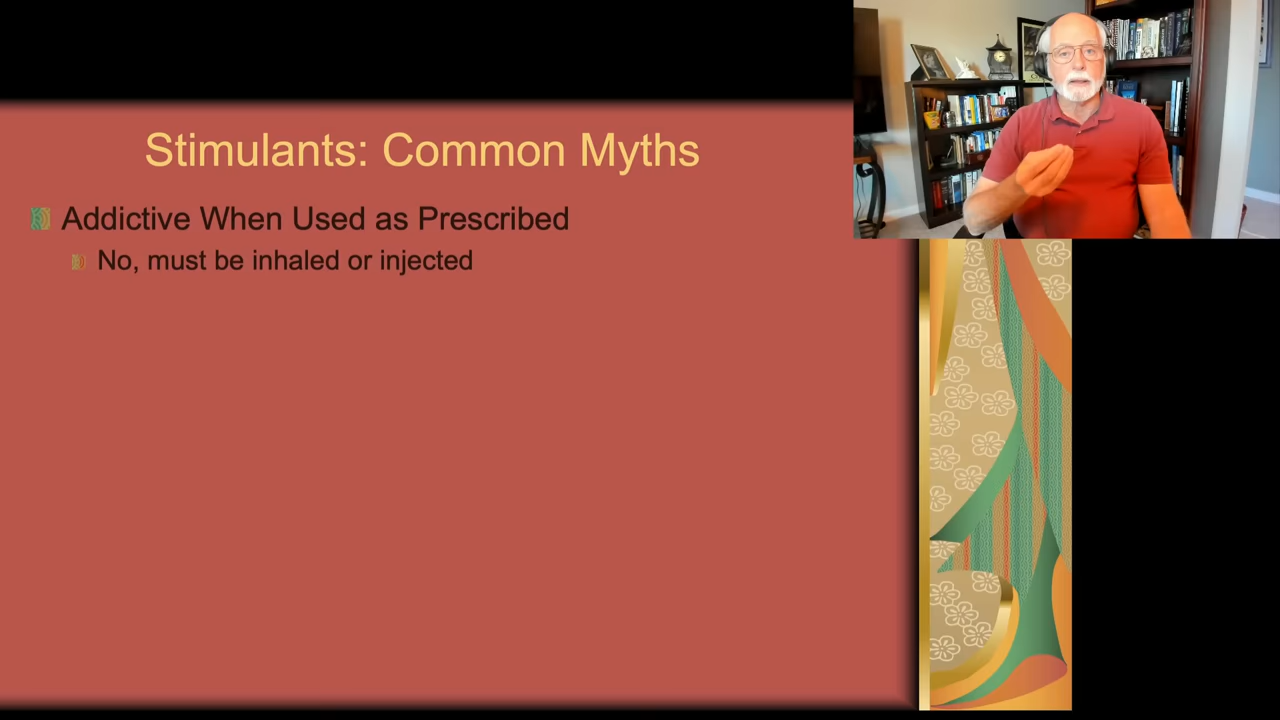 Stimulants: Common Myths
Addictive When Used as Prescribed
No, must be inhaled or injected